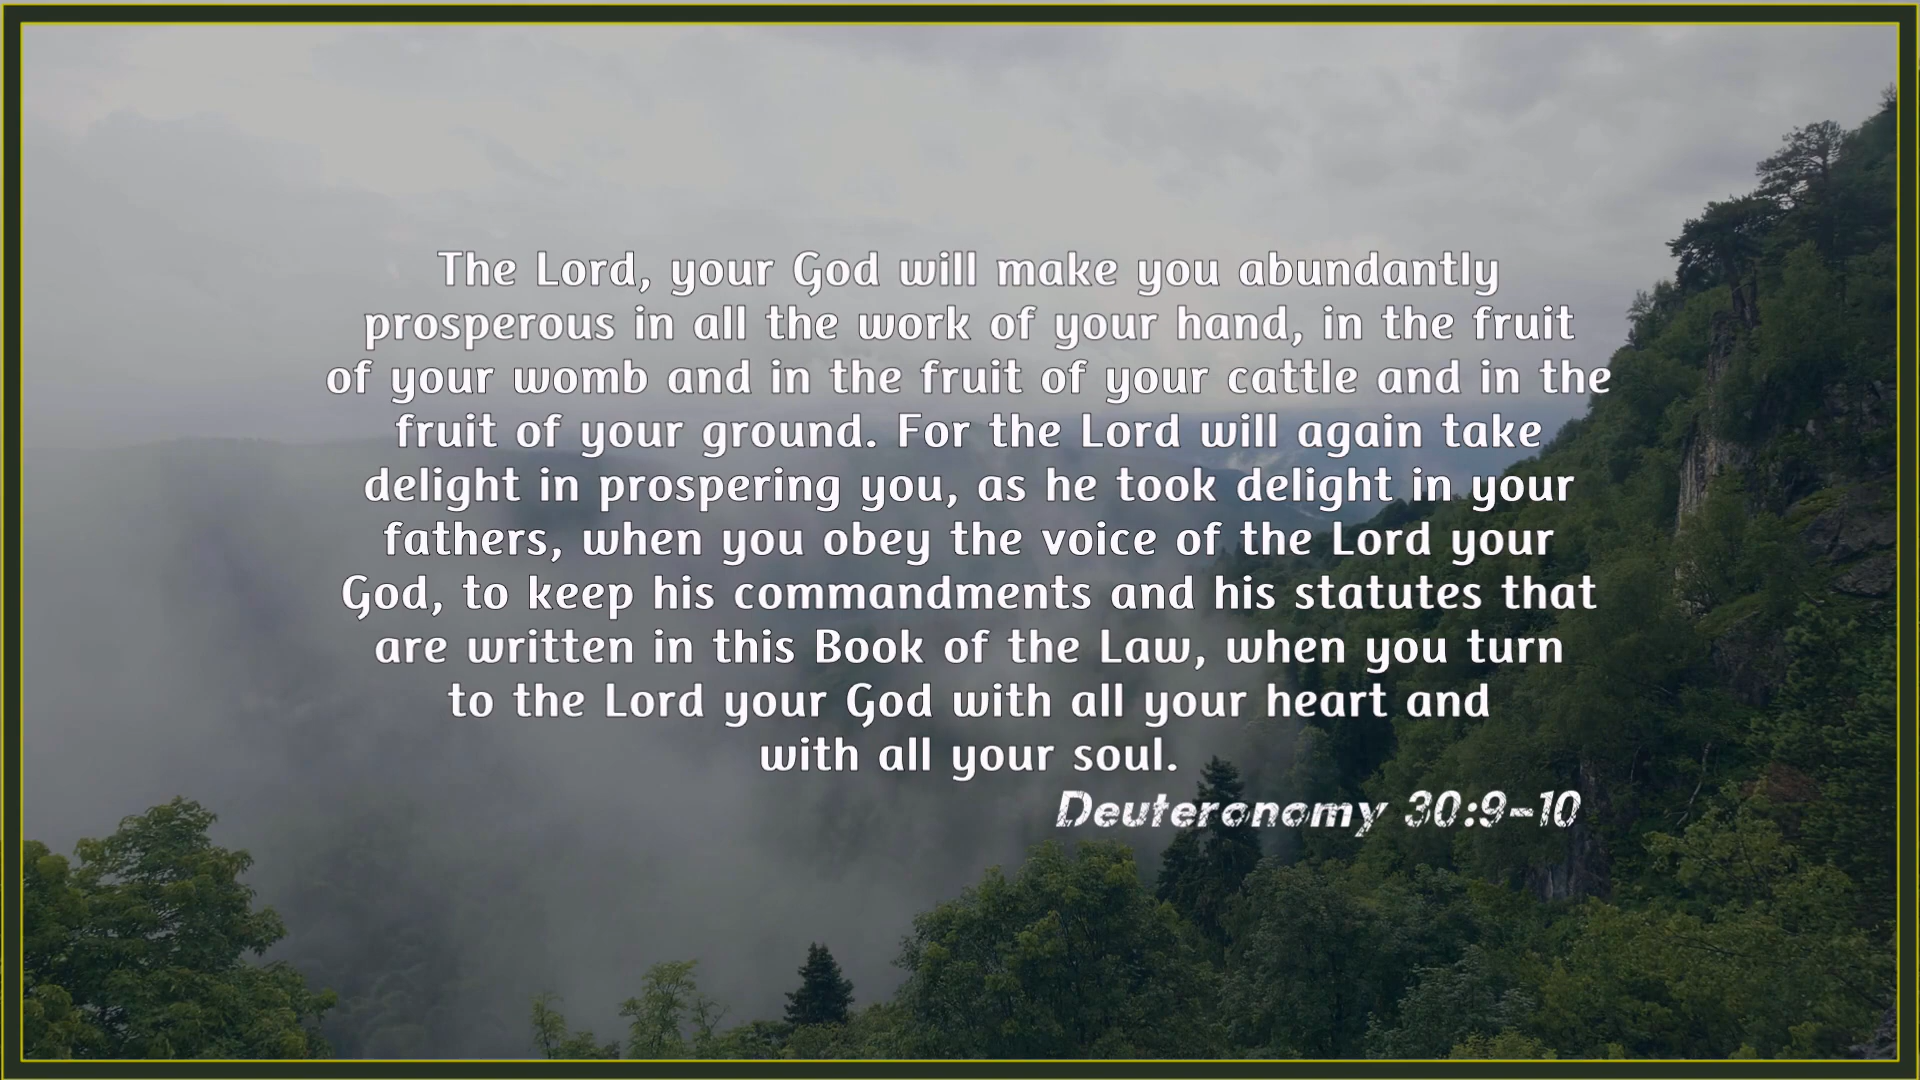 The Lord, your God will make you abundantly
prosperous in all the work of your hand, in the fruit
of your womb and in the fruit of your cattle and in the
fruit of your ground. For the Lord will again take
delight in prospering you, as he took delight in your
fathers, when you obey the voice of the Lord your
God, to keep his commandments and his statutes that
are written in this Book of the Law, when you turn
to the Lord your God with all your heart and
with all your soul.
Deuteronomy 30:9-10